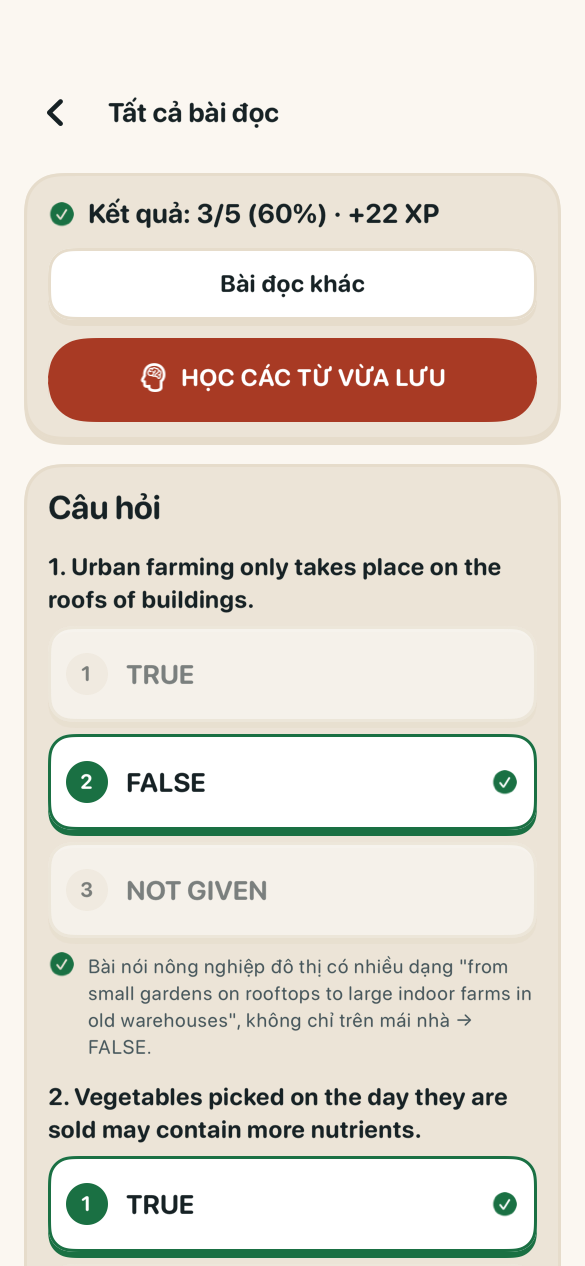 Tất cả bài đọc
Kết quả: 3/5 (60%) · +22 XP
Bài đọc khác
HỌC CÁC TỪ VỪA LƯU
Câu hỏi
1. Urban farming only takes place on the
roofs of buildings.
1 TRUE
2 FALSE
3 NOT GIVEN
Bài nói nông nghiệp đô thị có nhiều dạng "from
small gardens on rooftops to large indoor farms in
old warehouses", không chỉ trên mái nhà →
FALSE.
2. Vegetables picked on the day they are
sold may contain more nutrients.
1 TRUE